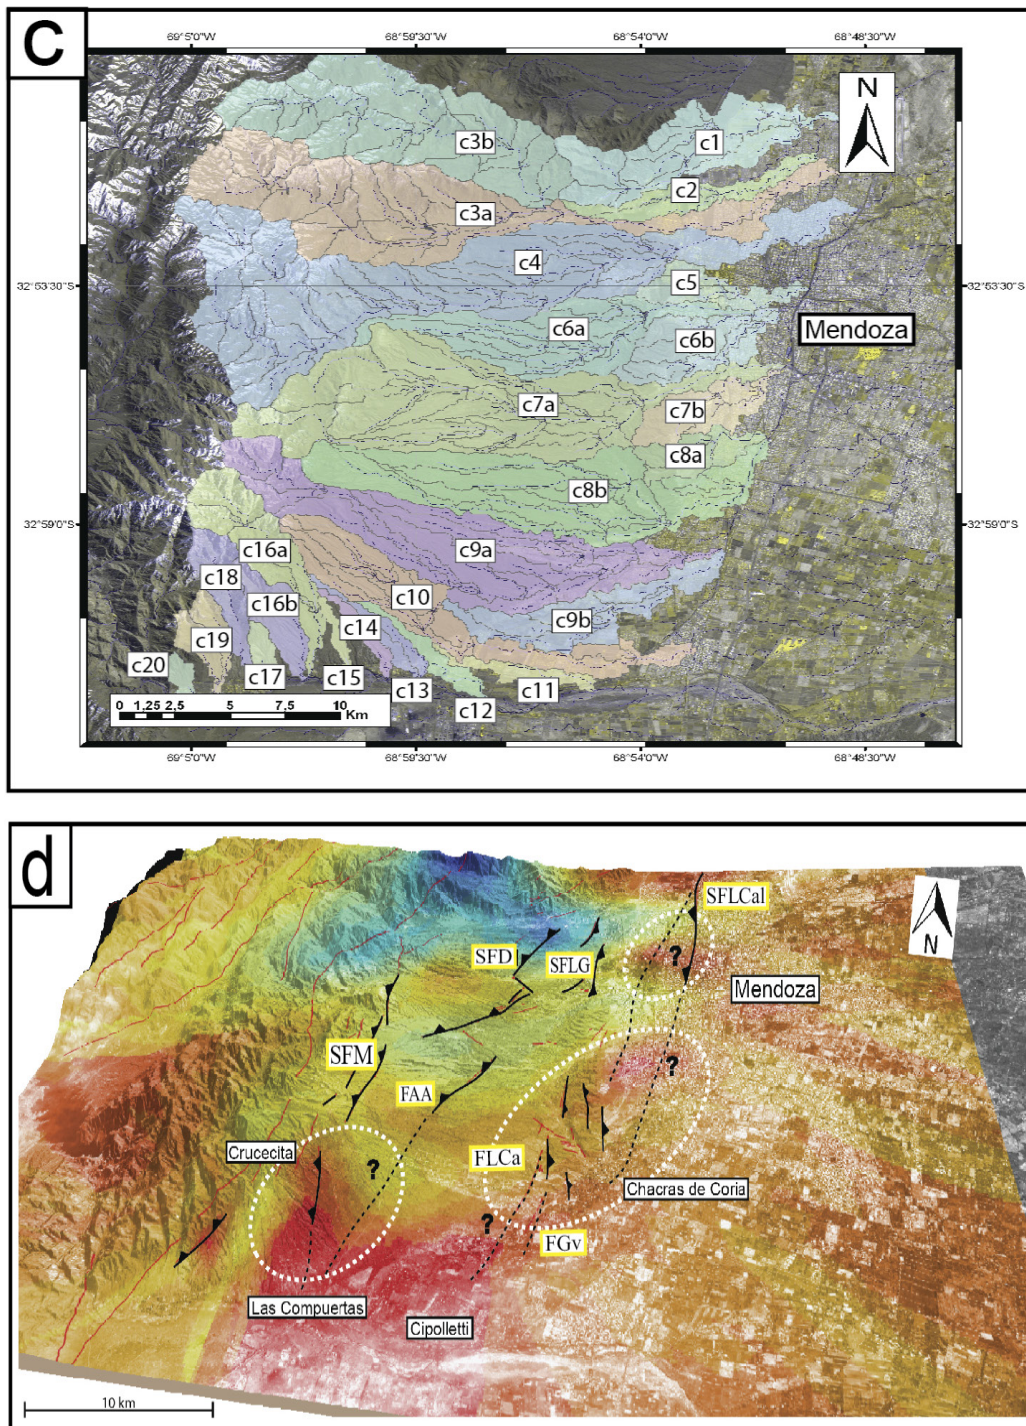 c
69°5'0"W 68°59'30"W 68°54'0"W 68°48'30"W
N
c3b
c1
c2
c3a
c4
c5
32°53'30"S 32°53'30"S
c6a
c6b
Mendoza
c7a
c7b
c8a
c8b
32°59'0"S 32°59'0"S
c9a
c16a
c18
c10
c16b
c14
c9b
c19
c20
c17
c15
c13
c11
c12
0 1,25 2,5 5 7,5 10
Km
69°5'0"W 68°59'30"W 68°54'0"W 68°48'30"W
d
SFLCal
N
SFD
SFLG
?
Mendoza
SFM
?
FAA
Crucecita
?
FLCa
Chacras de Coria
?
FGv
Las Compuertas
Cipolletti
10 km